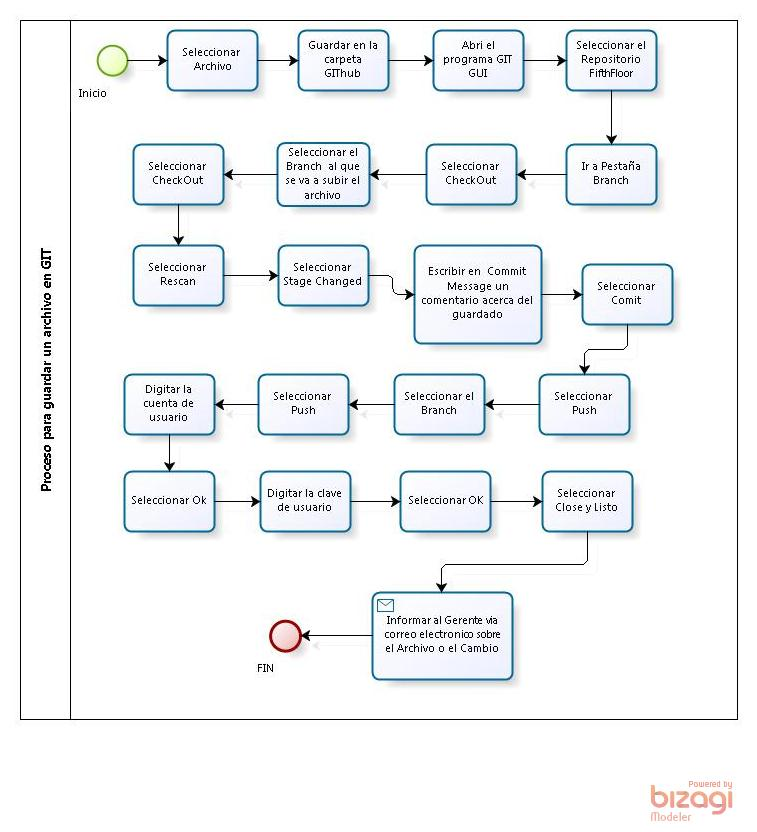 Proceso para guardar un archivo en GIT
Inicio
Seleccionar
Archivo
Guardar en la
carpeta
GIThub
Abri el
programa GIT
GUI
Seleccionar el
Repositorio
FifthFloor
Ir a Pestaña
Branch
Seleccionar
CheckOut
Seleccionar el
Branch al que
se va a subir el
archivo
Seleccionar
CheckOut
Seleccionar
Rescan
Seleccionar
Stage Changed
Escribir en Commit
Message un
comentario acerca del
guardado
Seleccionar
Comit
Seleccionar
Push
Seleccionar el
Branch
Seleccionar
Push
Digitar la
cuenta de
usuario
Seleccionar Ok
Digitar la clave
de usuario
Seleccionar OK
Seleccionar
Close y Listo
Informar al Gerente via
correo electronico sobre
el Archivo o el Cambio
FIN
Powered by
bizagi
Modeler